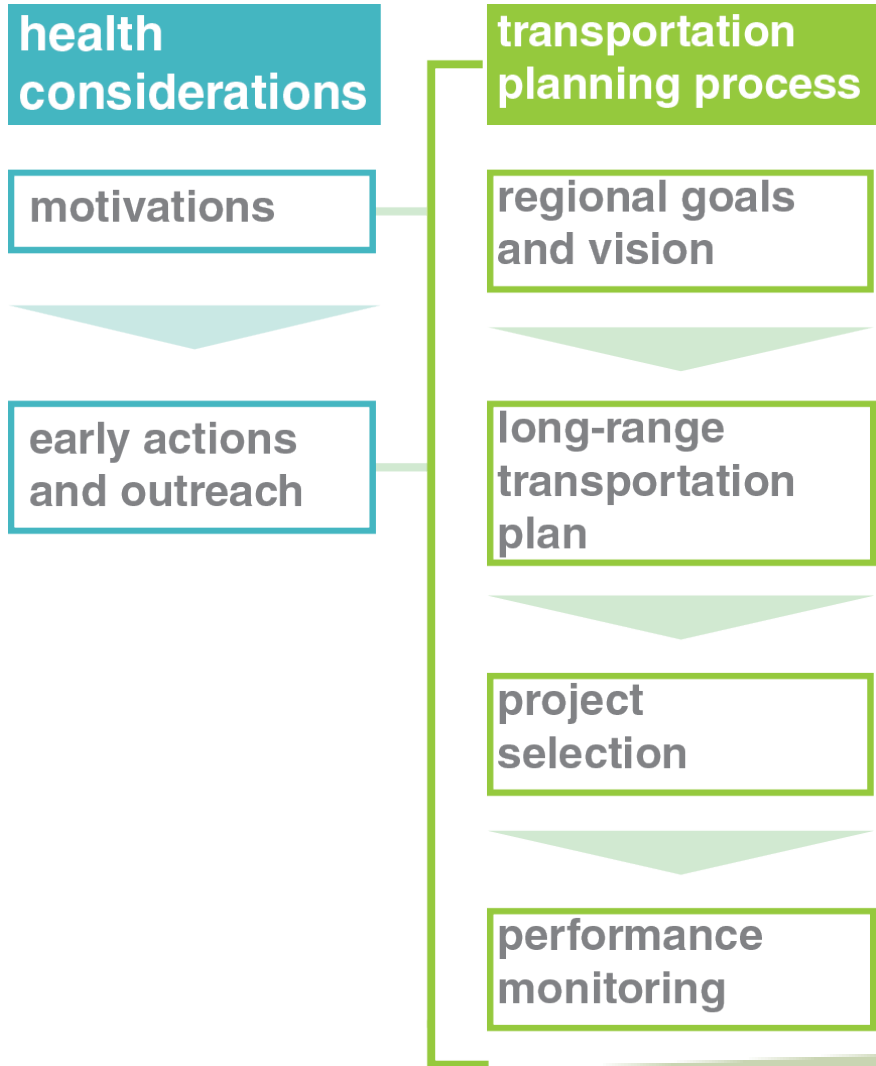 health
considerations
motivations
early actions
and outreach
transportation
planning process
regional goals
and vision
long-range
transportation
plan
project
selection
performance
monitoring